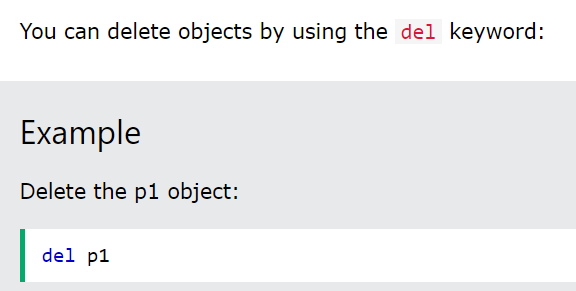 You can delete objects by using the del keyword:
Example
Delete the p1 object:
del p1